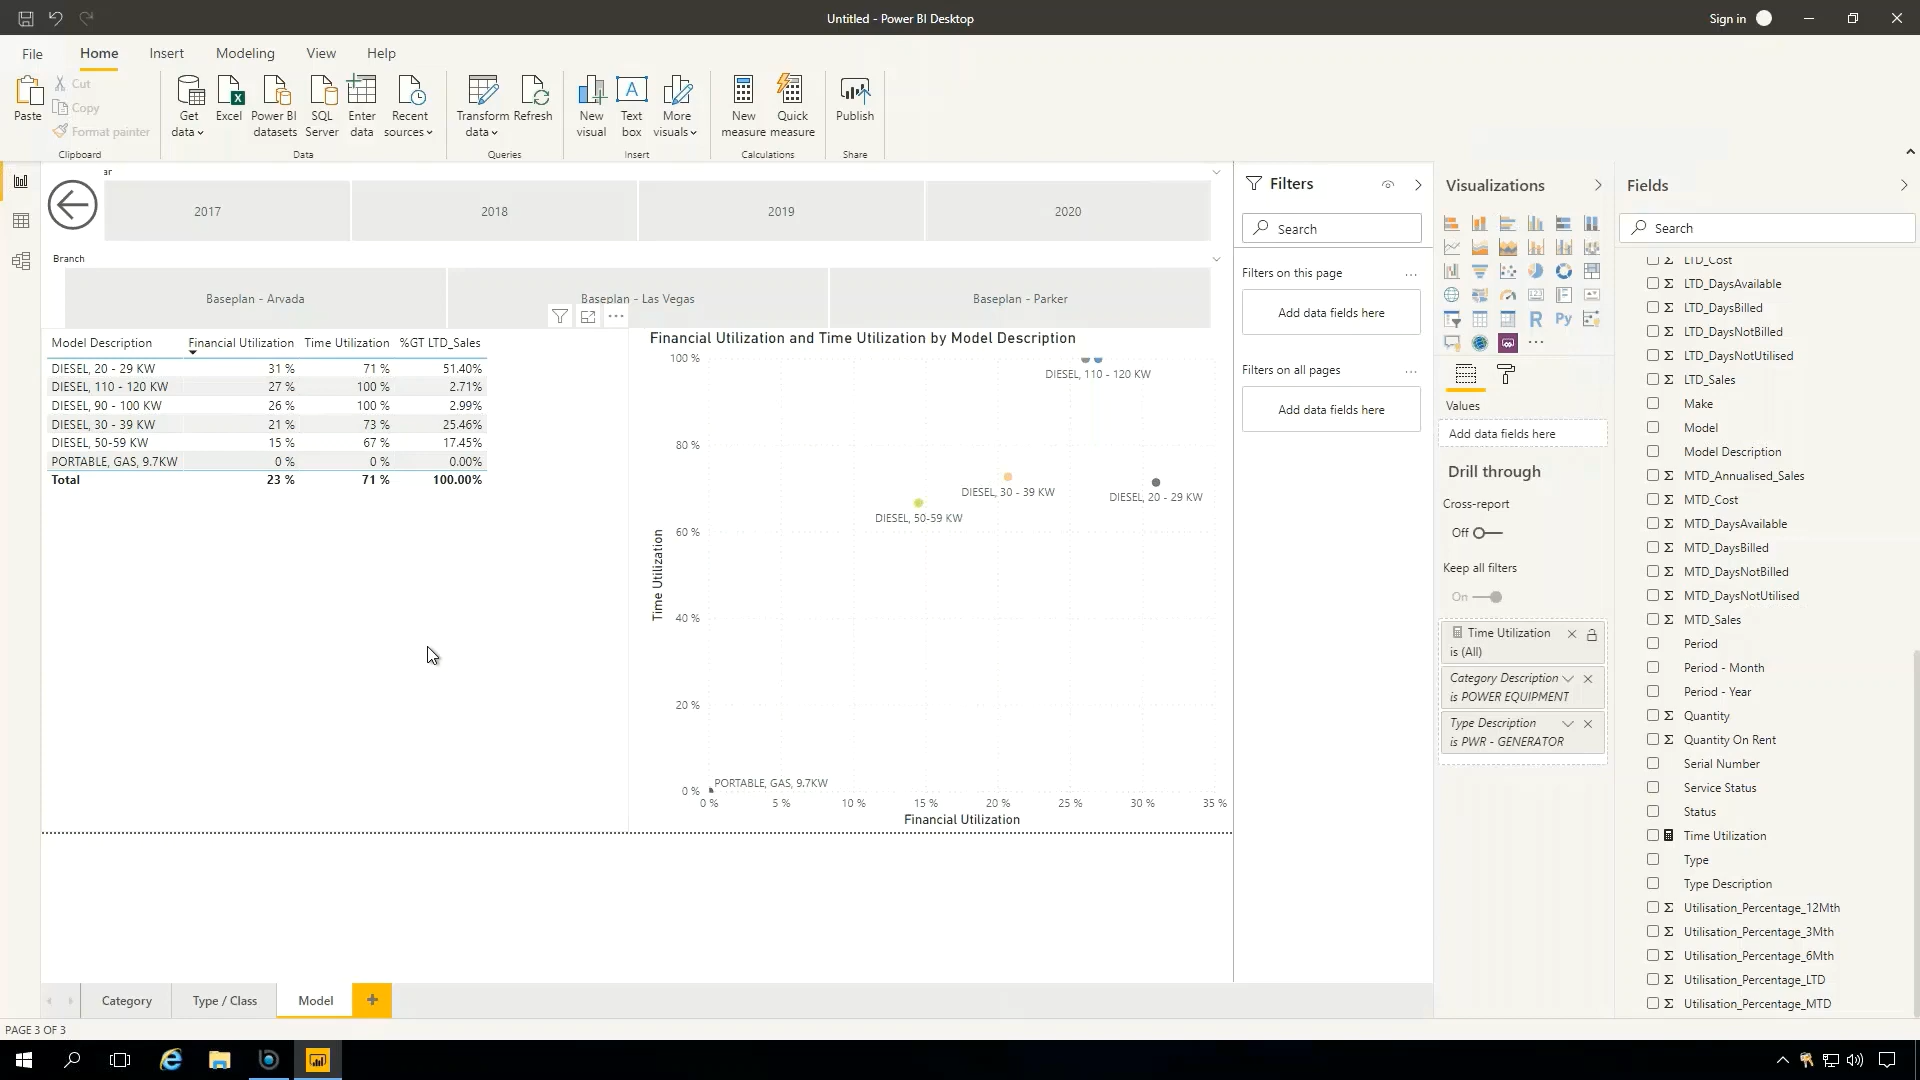 Untitled - Power BI Desktop
Sign in
File Home Insert Modeling View Help
Paste
Cut
Copy
Format painter
Clipboard
Get data
Excel
Power BI datasets
SQL Server
Enter data
Recent sources
Data
Transform data
Refresh
Queries
New visual
Text box
More visuals
Insert
New measure
Quick measure
Calculations
Publish
Share
ar
2017 2018 2019 2020
Branch
Baseplan - Arvada Baseplan - Las Vegas Baseplan - Parker
Model Description Financial Utilization Time Utilization %GT LTD_Sales
DIESEL, 20 - 29 KW 31 % 71 % 51.40%
DIESEL, 110 - 120 KW 27 % 100 % 2.71%
DIESEL, 90 - 100 KW 26 % 100 % 2.99%
DIESEL, 30 - 39 KW 21 % 73 % 25.46%
DIESEL, 50-59 KW 15 % 67 % 17.45%
PORTABLE, GAS, 9.7KW 0 % 0 % 0.00%
Total 23 % 71 % 100.00%
Financial Utilization and Time Utilization by Model Description
100 %
80 %
60 %
40 %
20 %
0 %
Time Utilization
DIESEL, 110 - 120 KW
DIESEL, 30 - 39 KW
DIESEL, 20 - 29 KW
DIESEL, 50-59 KW
PORTABLE, GAS, 9.7KW
0 % 5 % 10 % 15 % 20 % 25 % 30 % 35 %
Financial Utilization
Filters
Search
Filters on this page ...
Add data fields here
Filters on all pages ...
Add data fields here
Visualizations
R Py
...
Values
Add data fields here
Drill through
Cross-report
Off
Keep all filters
On
Time Utilization
is (All)
Category Description
is POWER EQUIPMENT
Type Description
is PWR - GENERATOR
Fields
Search
LTD_Cost
LTD_DaysAvailable
LTD_DaysBilled
LTD_DaysNotBilled
LTD_DaysNotUtilised
LTD_Sales
Make
Model
Model Description
MTD_Annualised_Sales
MTD_Cost
MTD_DaysAvailable
MTD_DaysBilled
MTD_DaysNotBilled
MTD_DaysNotUtilised
MTD_Sales
Period
Period - Month
Period - Year
Quantity
Quantity On Rent
Serial Number
Service Status
Status
Time Utilization
Type
Type Description
Utilisation_Percentage_12Mth
Utilisation_Percentage_3Mth
Utilisation_Percentage_6Mth
Utilisation_Percentage_LTD
Utilisation_Percentage_MTD
Category Type / Class Model +
PAGE 3 OF 3